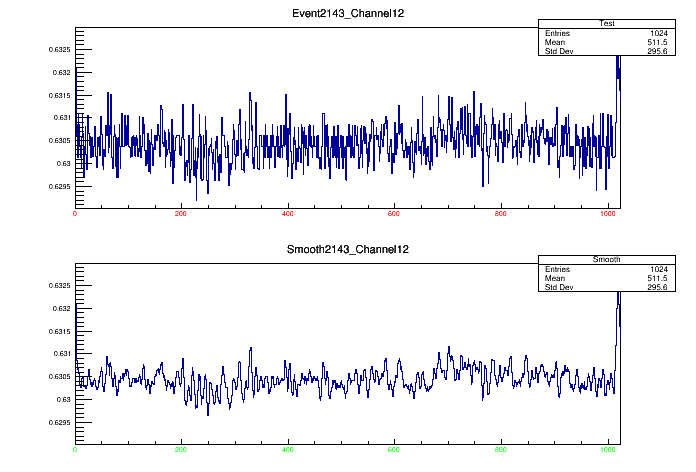 Event2143_Channel12
Test
Entries 1024
Mean 511.5
Std Dev 295.6
0.6325
0.632
0.6315
0.631
0.6305
0.63
0.6295
0 200 400 600 800 1000
Smooth2143_Channel12
Smooth
Entries 1024
Mean 511.5
Std Dev 295.6
0.6325
0.632
0.6315
0.631
0.6305
0.63
0.6295
0 200 400 600 800 1000